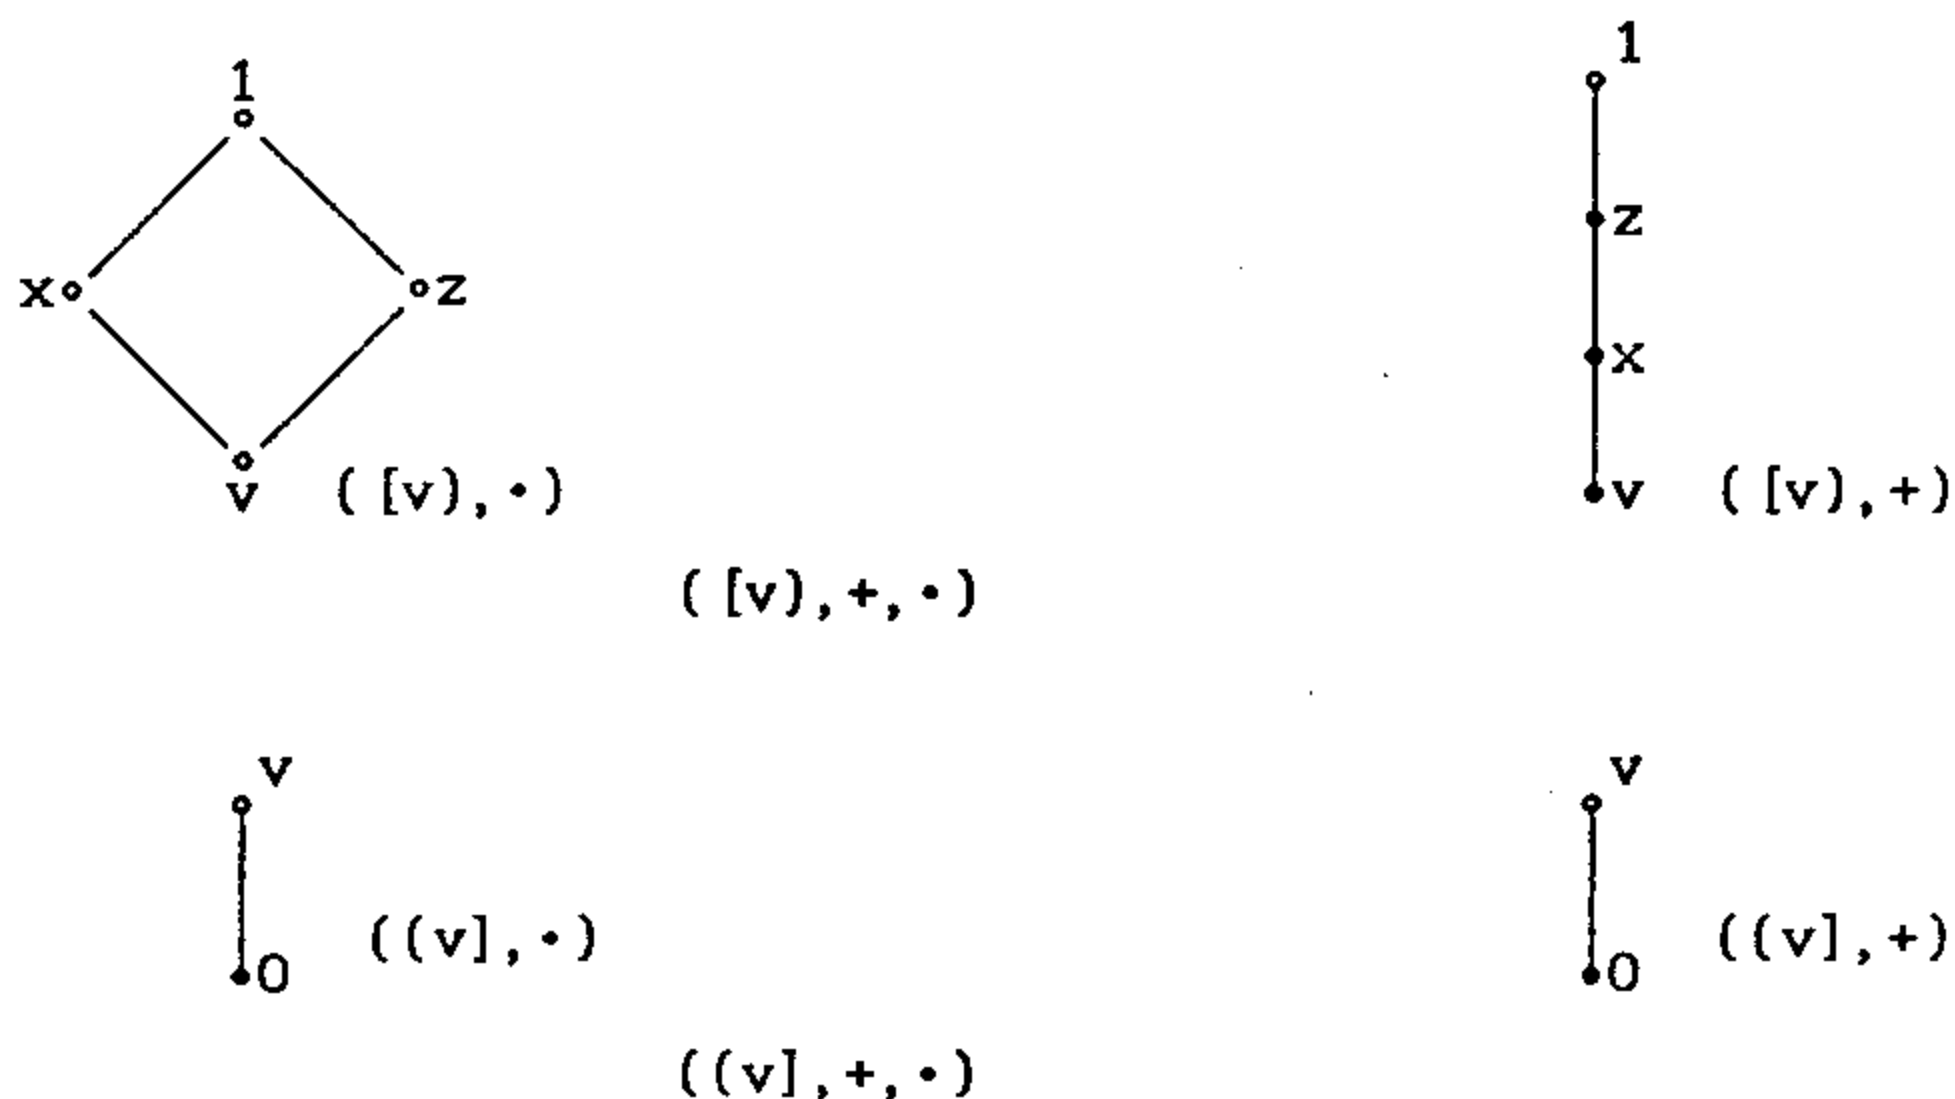 1
1
z
x z
x
v ([v),•) v ([v),+)
([v),+,•)
v v
((v],•) ((v],+)
0 0
((v],+,•)